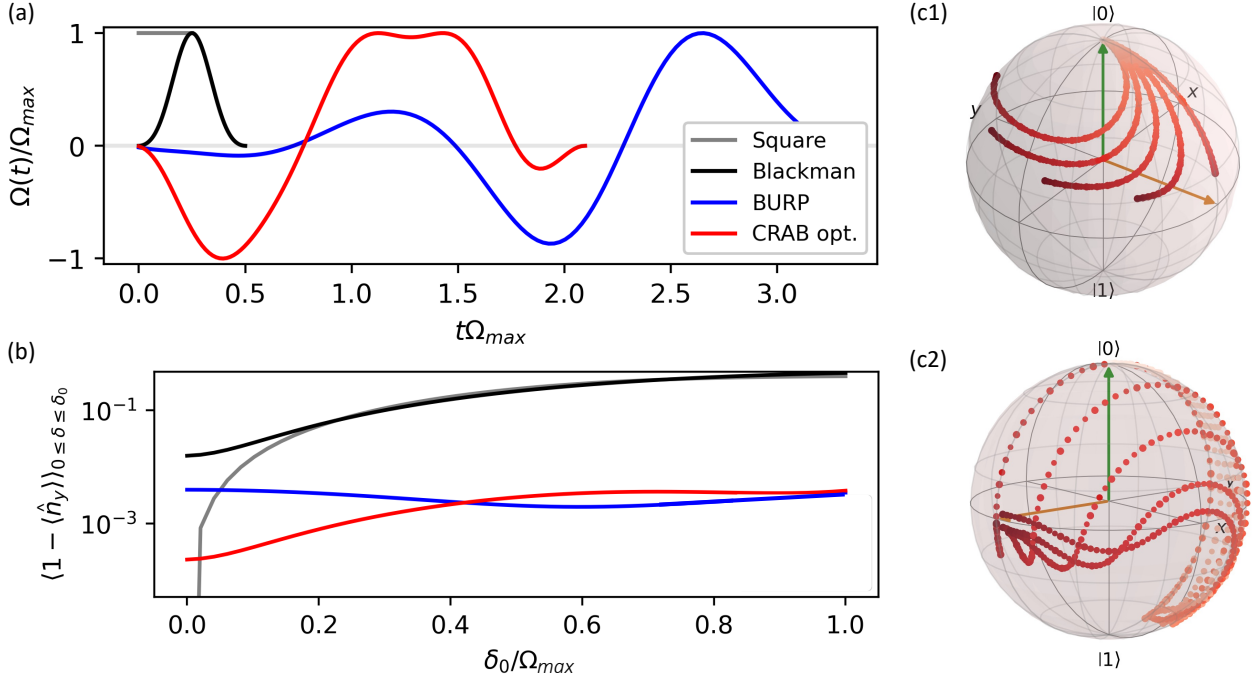 (a)
Ω(t)/Ω_max
1
0
−1
0.0 0.5 1.0 1.5 2.0 2.5 3.0
tΩ_max
Square
Blackman
BURP
CRAB opt.
(b)
⟨1 − ⟨n̂_y⟩⟩_{0 ≤ δ ≤ δ_0}
10^−1
10^−3
0.0 0.2 0.4 0.6 0.8 1.0
δ_0/Ω_max
(c1)
|0⟩
x
y
|1⟩
(c2)
|0⟩
x
|1⟩